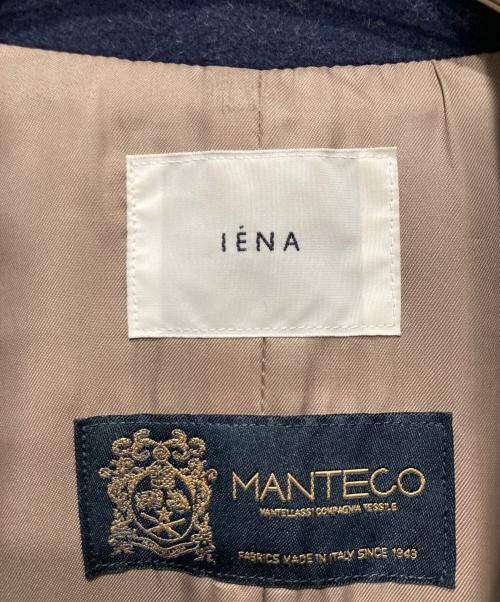 IÉNA
MANTECO
MANTELLASSI COMPAGNIA TESSILE
FABRICS MADE IN ITALY SINCE 1943